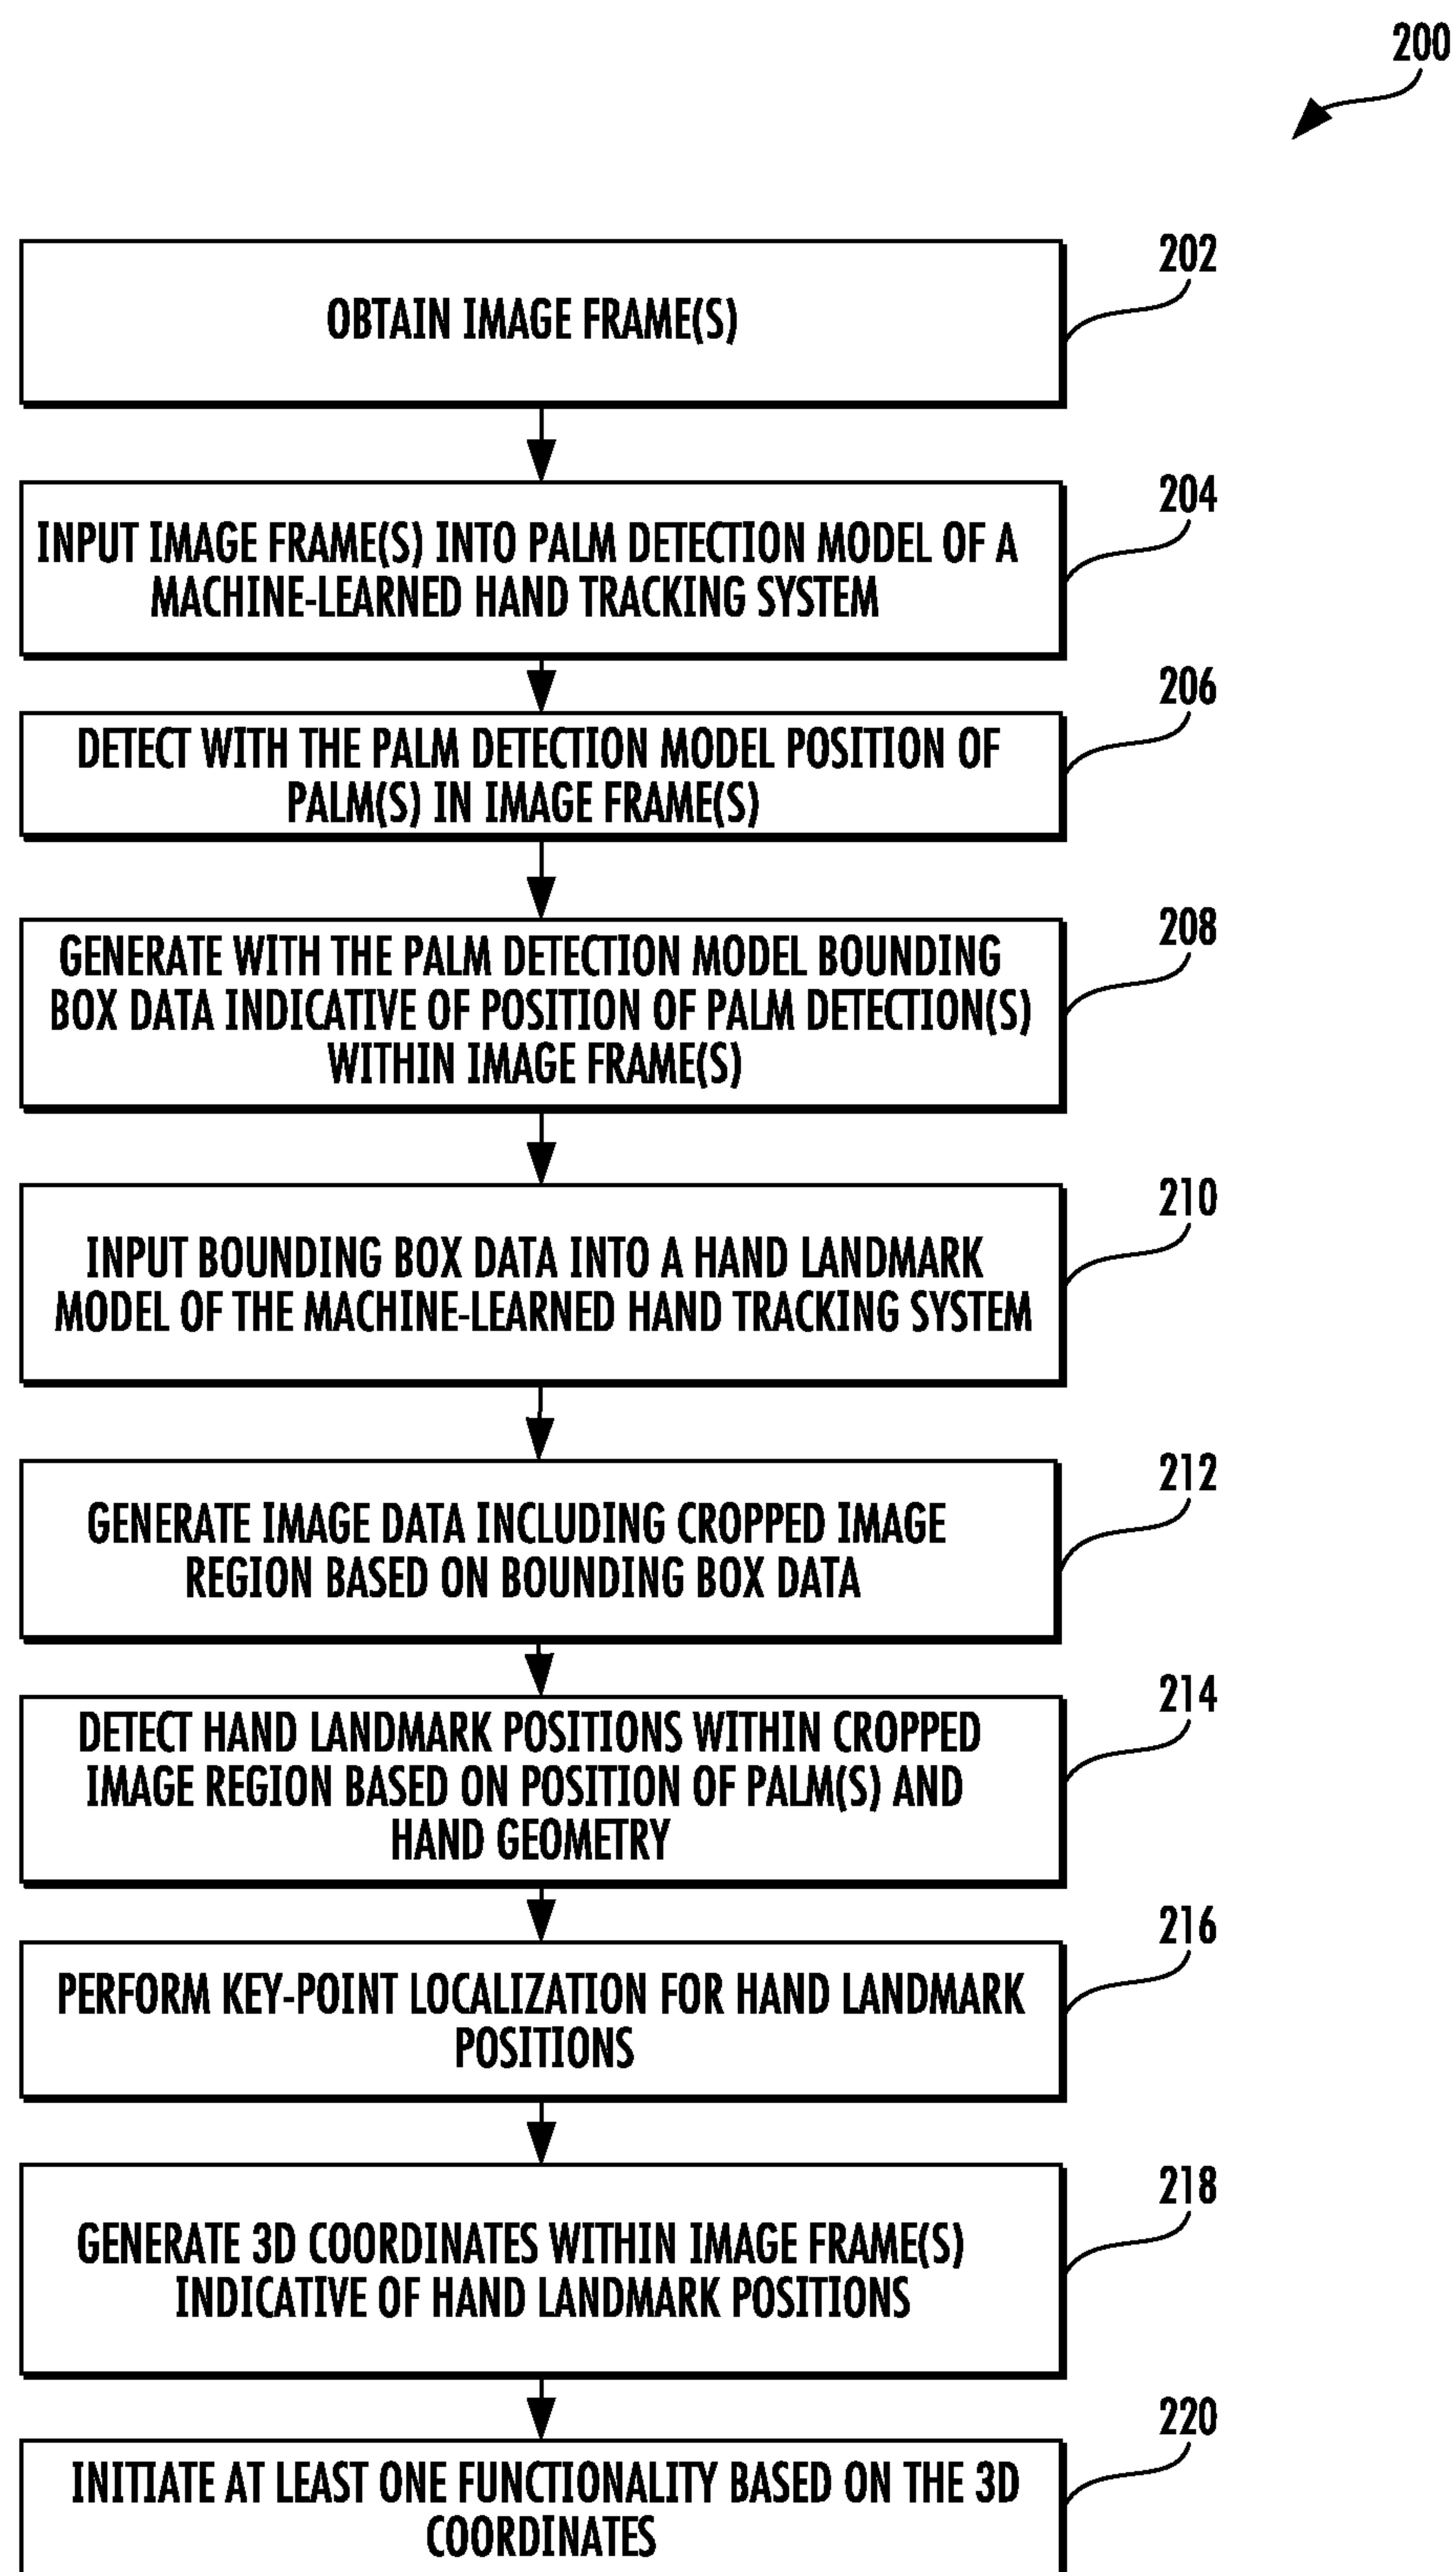 200
202
OBTAIN IMAGE FRAME(S)
204
INPUT IMAGE FRAME(S) INTO PALM DETECTION MODEL OF A
MACHINE-LEARNED HAND TRACKING SYSTEM
206
DETECT WITH THE PALM DETECTION MODEL POSITION OF
PALM(S) IN IMAGE FRAME(S)
208
GENERATE WITH THE PALM DETECTION MODEL BOUNDING
BOX DATA INDICATIVE OF POSITION OF PALM DETECTION(S)
WITHIN IMAGE FRAME(S)
210
INPUT BOUNDING BOX DATA INTO A HAND LANDMARK
MODEL OF THE MACHINE-LEARNED HAND TRACKING SYSTEM
212
GENERATE IMAGE DATA INCLUDING CROPPED IMAGE
REGION BASED ON BOUNDING BOX DATA
214
DETECT HAND LANDMARK POSITIONS WITHIN CROPPED
IMAGE REGION BASED ON POSITION OF PALM(S) AND
HAND GEOMETRY
216
PERFORM KEY-POINT LOCALIZATION FOR HAND LANDMARK
POSITIONS
218
GENERATE 3D COORDINATES WITHIN IMAGE FRAME(S)
INDICATIVE OF HAND LANDMARK POSITIONS
220
INITIATE AT LEAST ONE FUNCTIONALITY BASED ON THE 3D
COORDINATES